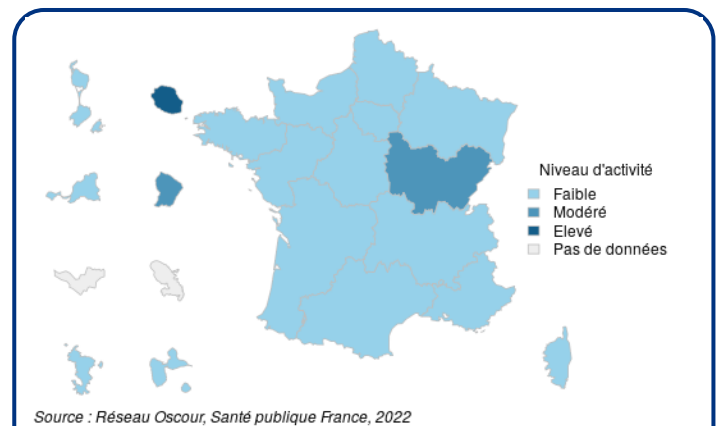 Niveau d'activité
Faible
Modéré
Elevé
Pas de données
Source : Réseau Oscour, Santé publique France, 2022